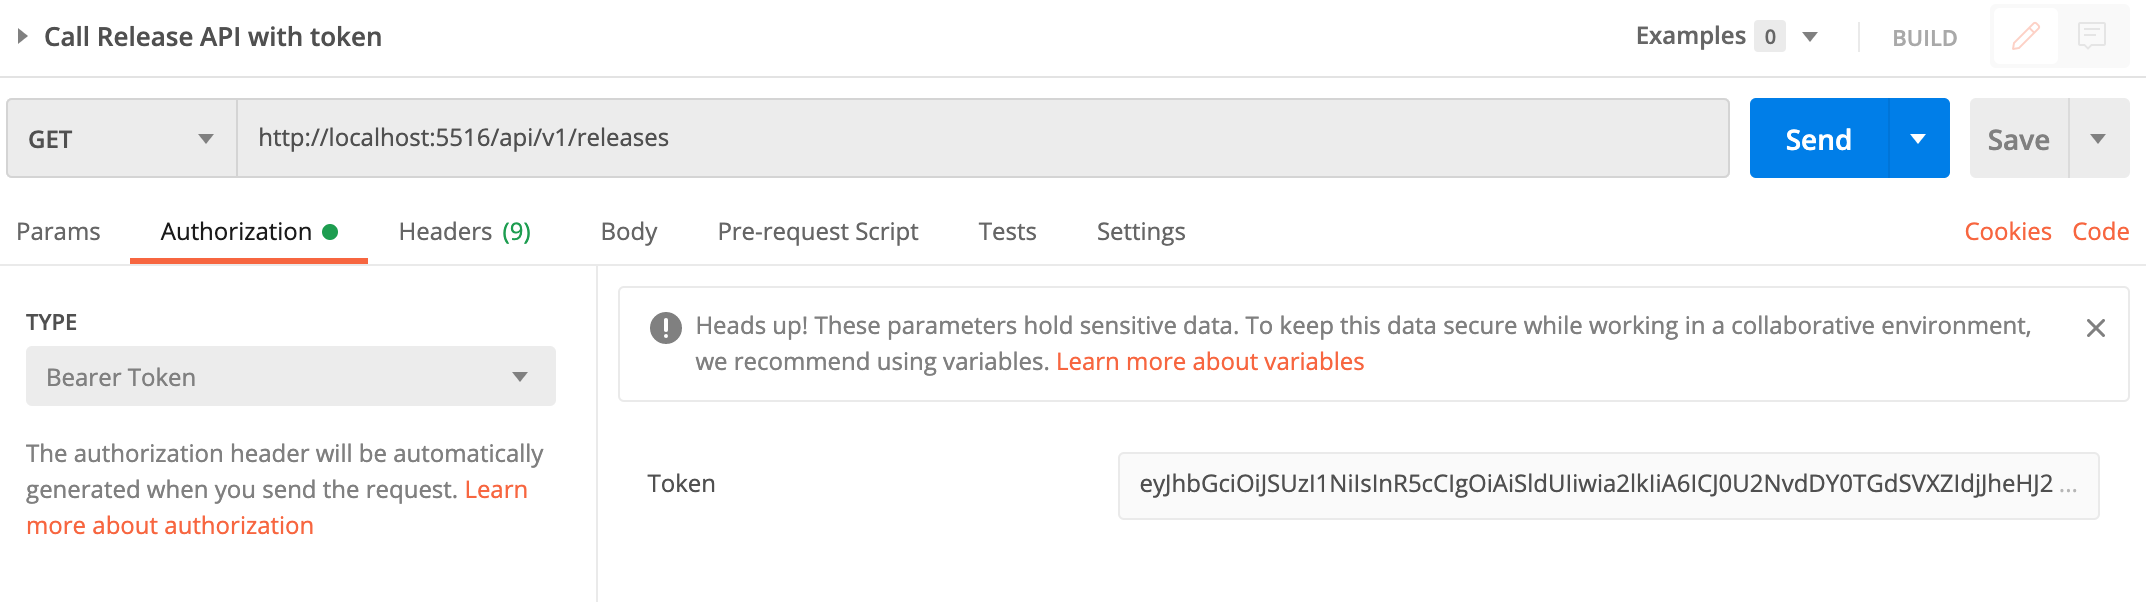 Call Release API with token
Examples 0
BUILD
GET
http://localhost:5516/api/v1/releases
Send
Save
Params
Authorization
Headers (9)
Body
Pre-request Script
Tests
Settings
Cookies
Code
TYPE
Bearer Token
The authorization header will be automatically
generated when you send the request. Learn
more about authorization
Heads up! These parameters hold sensitive data. To keep this data secure while working in a collaborative environment,
we recommend using variables. Learn more about variables
Token
eyJhbGciOiJSUzI1NiIsInR5cCIgOiAiSldUIiwia2lkIiA6ICJ0U2NvdDY0TGdSVXZIdjJheHJ2 ...